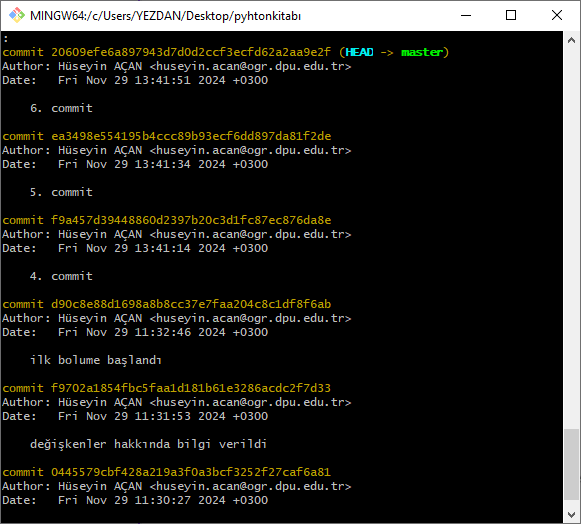 MINGW64:/c/Users/YEZDAN/Desktop/pyhtonkitabı
:
commit 20609efe6a897943d7d0d2ccf3ecfd62a2aa9e2f (HEAD -> master)
Author: Hüseyin AÇAN <huseyin.acan@ogr.dpu.edu.tr>
Date:   Fri Nov 29 13:41:51 2024 +0300
6. commit
commit ea3498e554195b4ccc89b93ecf6dd897da81f2de
Author: Hüseyin AÇAN <huseyin.acan@ogr.dpu.edu.tr>
Date:   Fri Nov 29 13:41:34 2024 +0300
5. commit
commit f9a457d39448860d2397b20c3d1fc87ec876da8e
Author: Hüseyin AÇAN <huseyin.acan@ogr.dpu.edu.tr>
Date:   Fri Nov 29 13:41:14 2024 +0300
4. commit
commit d90c8e88d1698a8b8cc37e7faa204c8c1df8f6ab
Author: Hüseyin AÇAN <huseyin.acan@ogr.dpu.edu.tr>
Date:   Fri Nov 29 11:32:46 2024 +0300
ilk bolume başlandı
commit f9702a1854fbc5faa1d181b61e3286acdc2f7d33
Author: Hüseyin AÇAN <huseyin.acan@ogr.dpu.edu.tr>
Date:   Fri Nov 29 11:31:53 2024 +0300
değişkenler hakkında bilgi verildi
commit 0445579cbf428a219a3f0a3bcf3252f27caf6a81
Author: Hüseyin AÇAN <huseyin.acan@ogr.dpu.edu.tr>
Date:   Fri Nov 29 11:30:27 2024 +0300